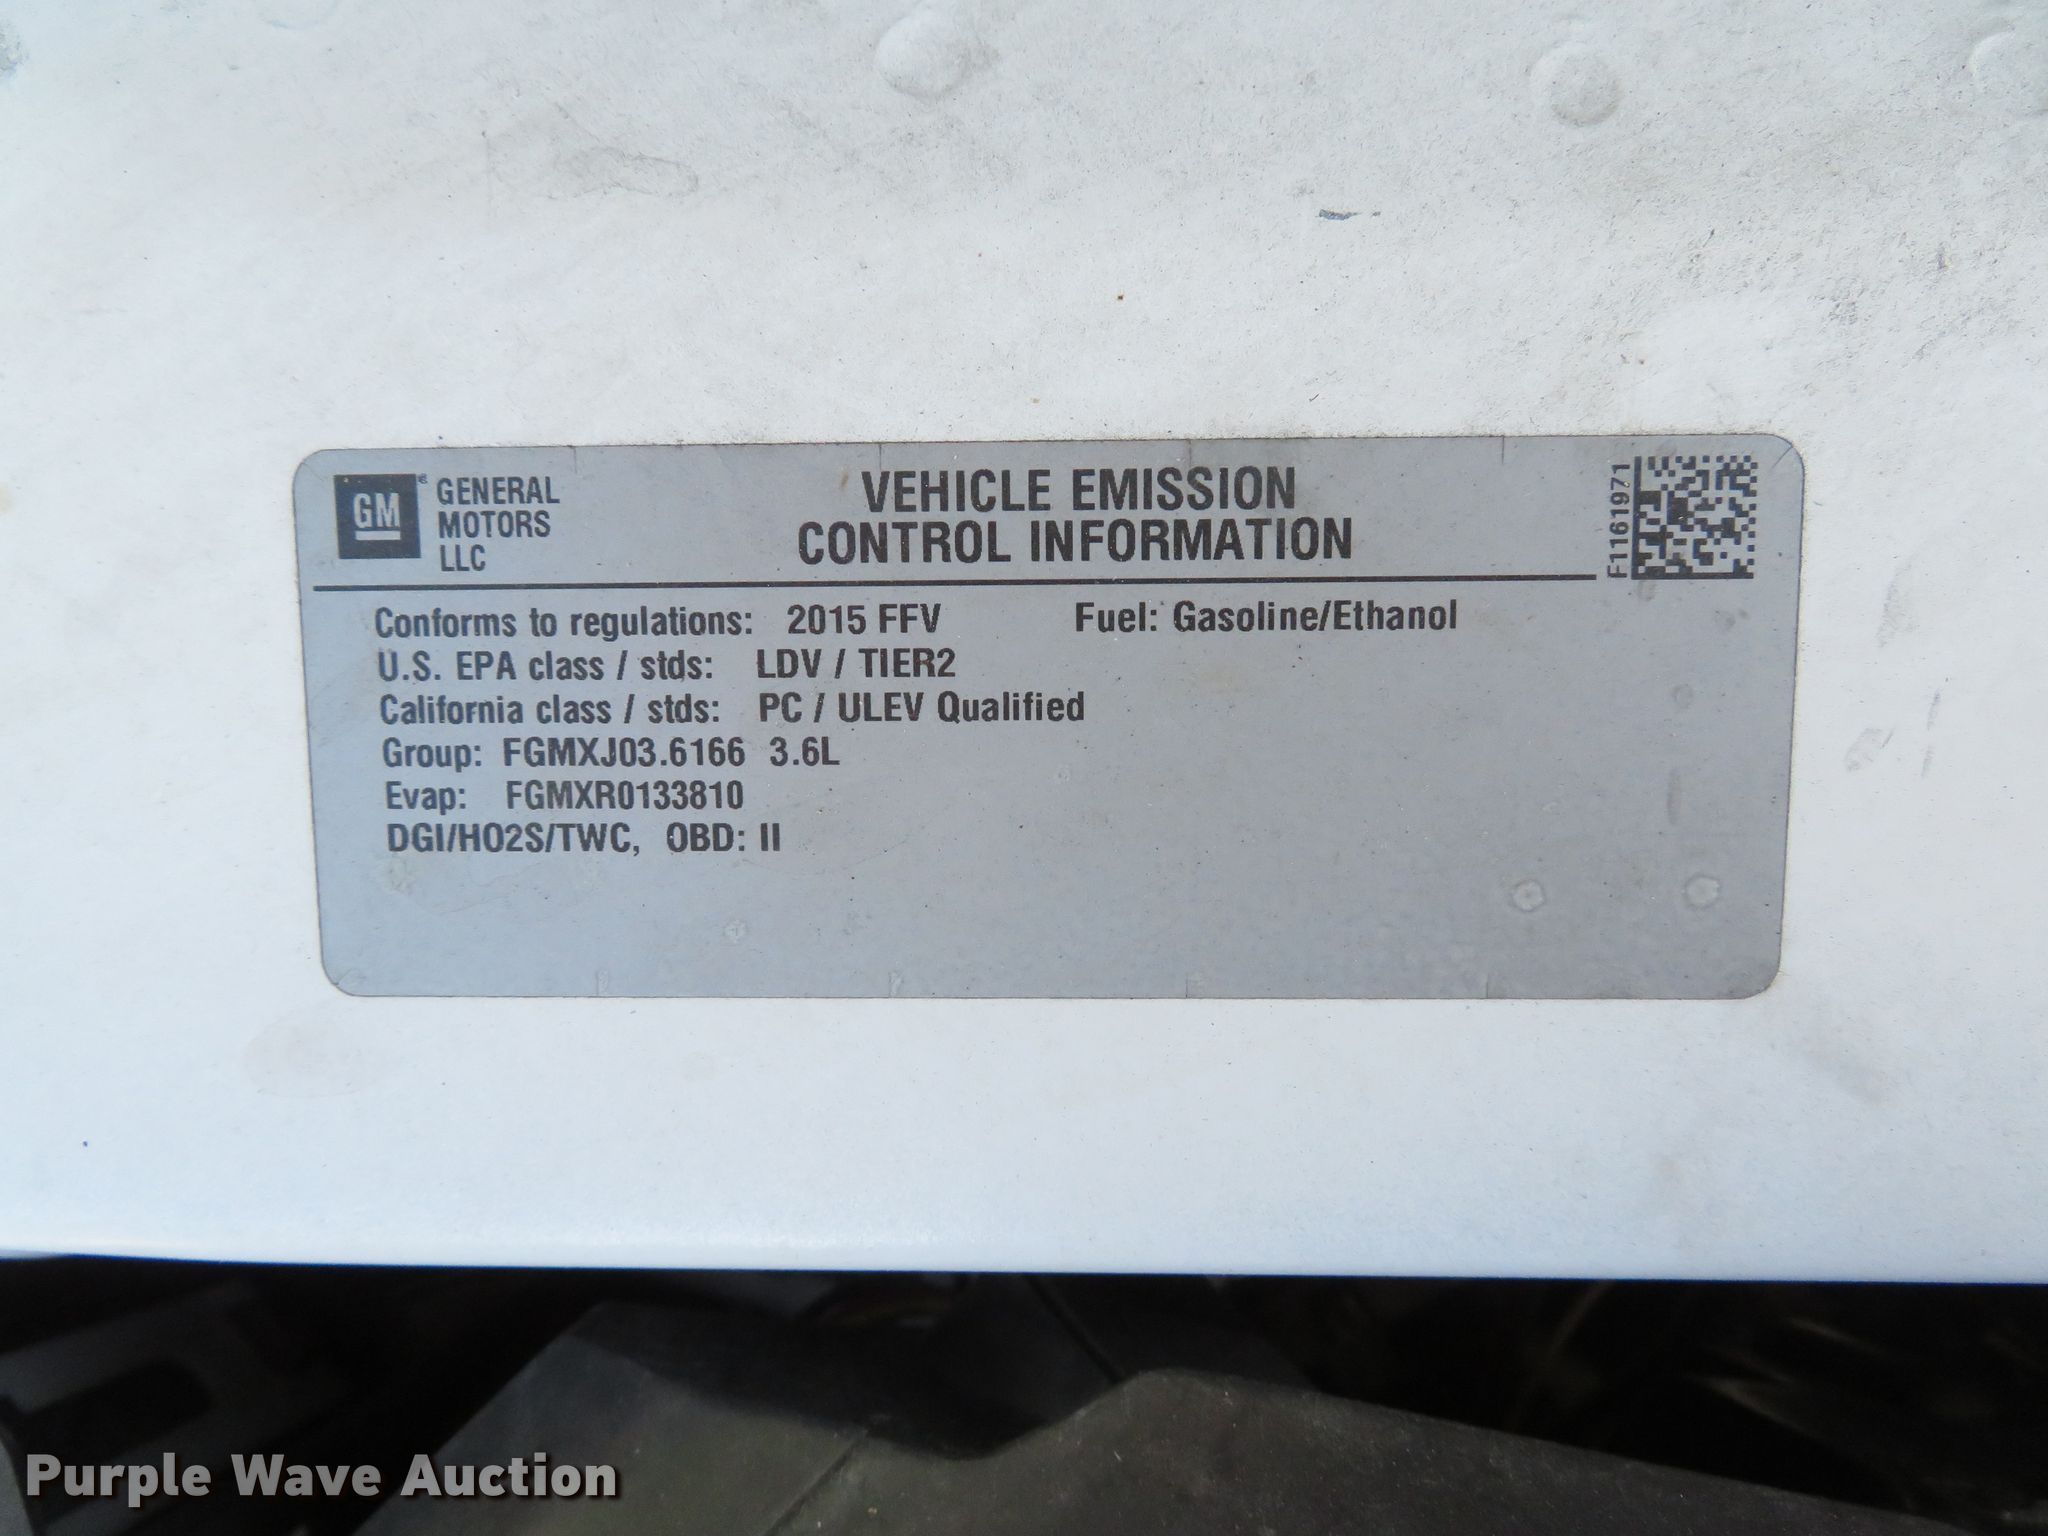 GM® GENERAL
MOTORS
LLC
VEHICLE EMISSION
CONTROL INFORMATION
F1161971
Conforms to regulations: 2015 FFV Fuel: Gasoline/Ethanol
U.S. EPA class / stds: LDV / TIER2
California class / stds: PC / ULEV Qualified
Group: FGMXJ03.6166 3.6L
Evap: FGMXR0133810
DGI/HO2S/TWC, OBD: II
Purple Wave Auction